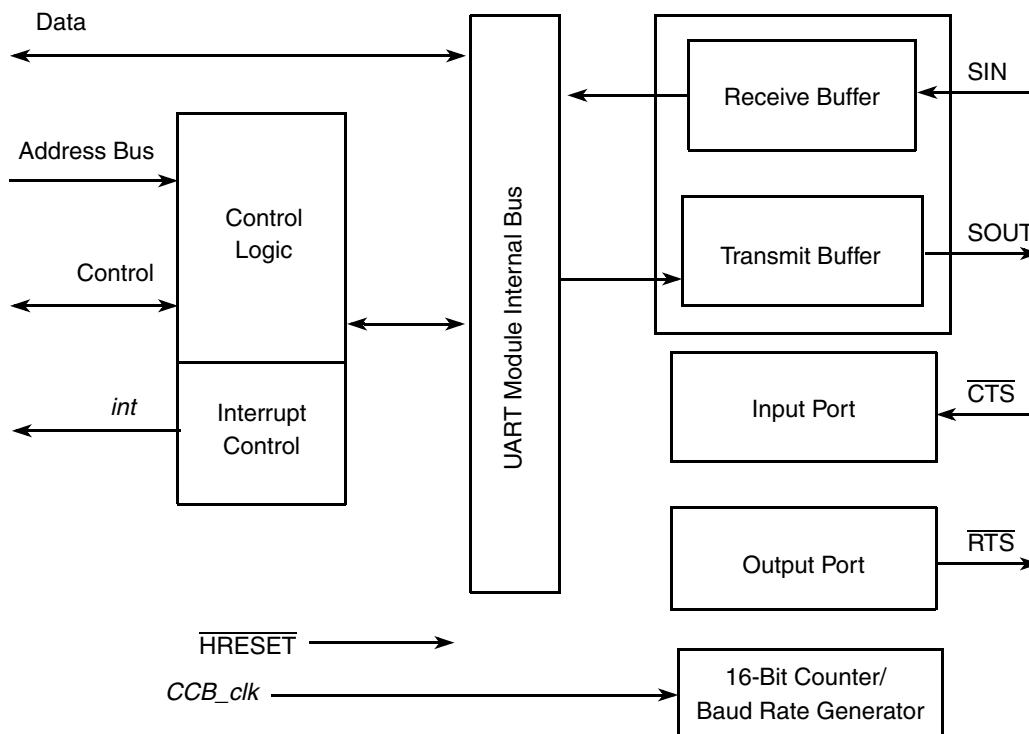 Data
SIN
Receive Buffer
Address Bus
Control
Logic
SOUT
Transmit Buffer
Control
UART Module Internal Bus
CTS
Input Port
int
Interrupt
Control
RTS
Output Port
HRESET
CCB_clk
16-Bit Counter/
Baud Rate Generator